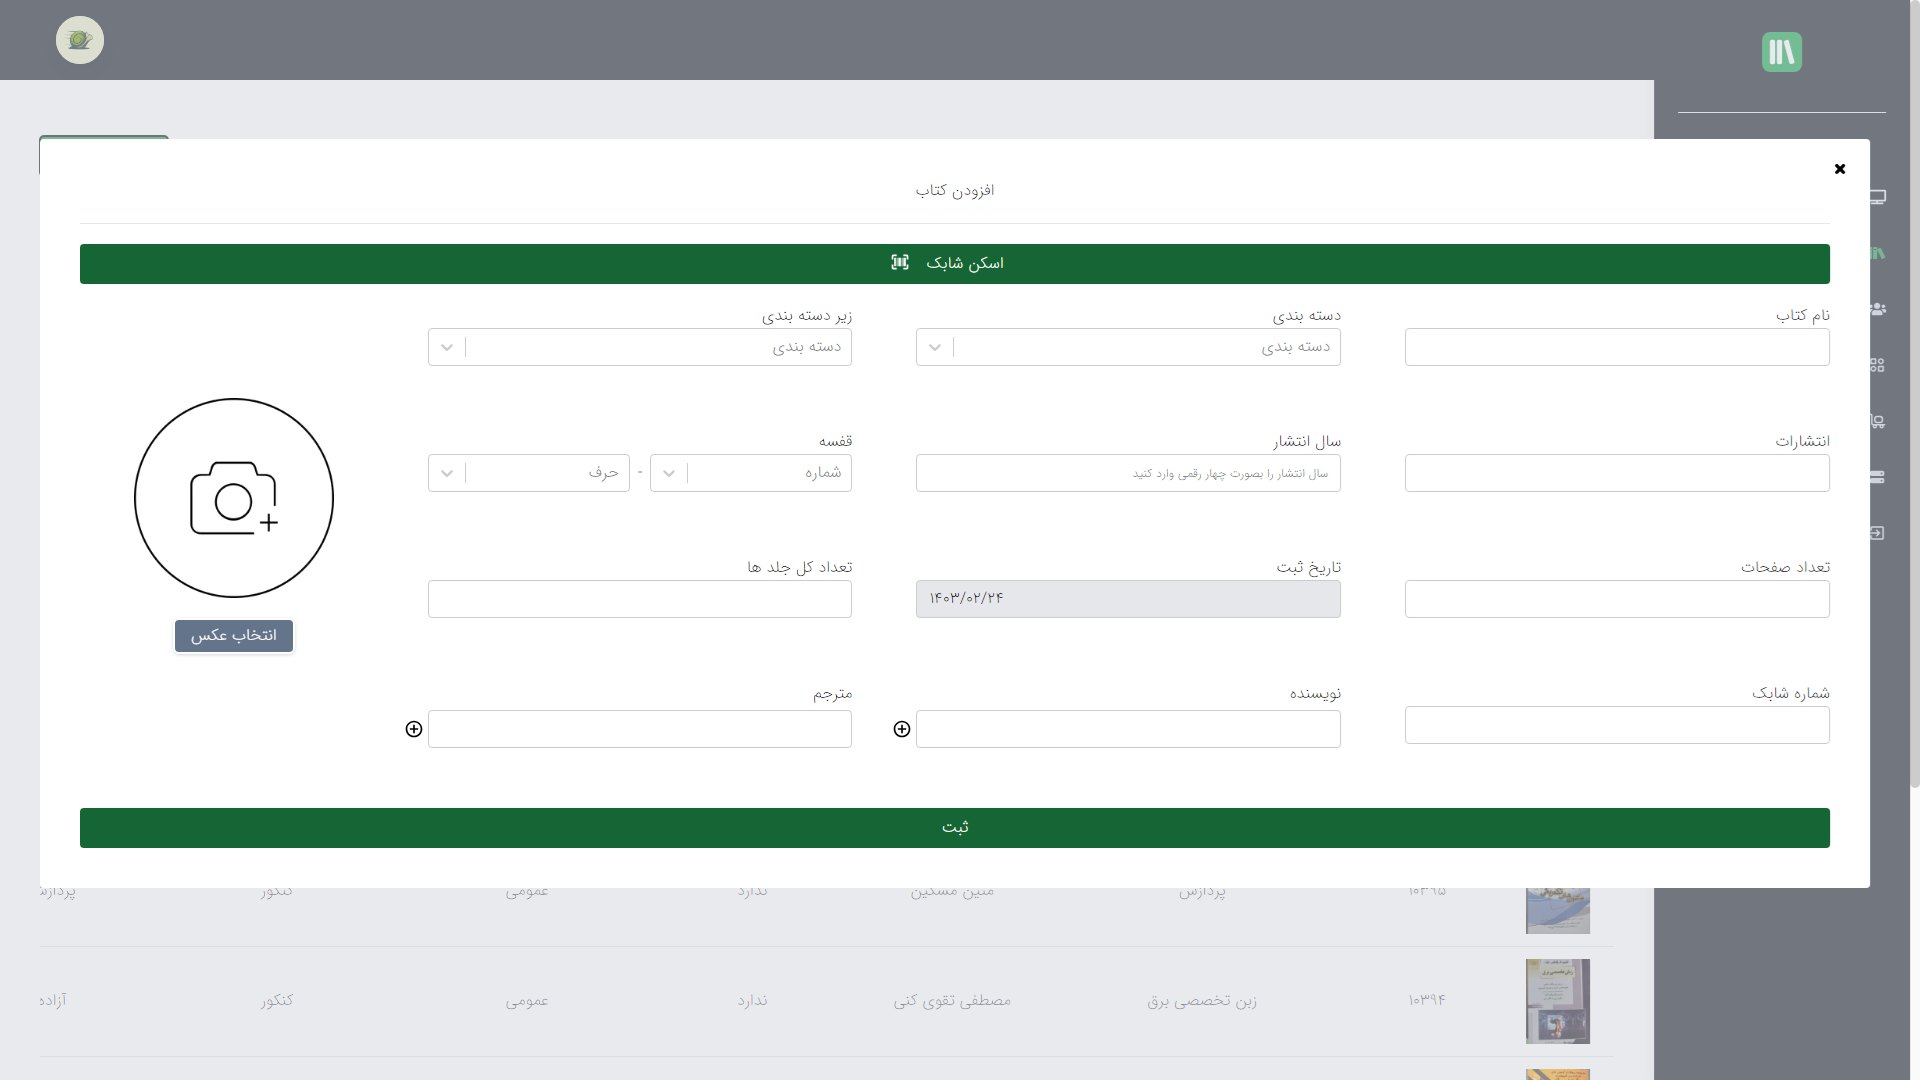 افزودن کتاب
اسکن شابک
نام کتاب
دسته بندی
زیر دسته بندی
دسته بندی
دسته بندی
انتشارات
سال انتشار
قفسه
سال انتشار را بصورت چهار رقمی وارد کنید
شماره
-
حرف
تعداد صفحات
تاریخ ثبت
تعداد کل جلد ها
۱۴۰۳/۰۲/۲۴
انتخاب عکس
شماره شابک
نویسنده
مترجم
ثبت
۱۰۳۹۵
پردازش
متین مسکین
ندارد
عمومی
کنکور
۱۰۳۹۴
زبن تخصصی برق
مصطفی تقوی کنی
ندارد
عمومی
کنکور
آزاده